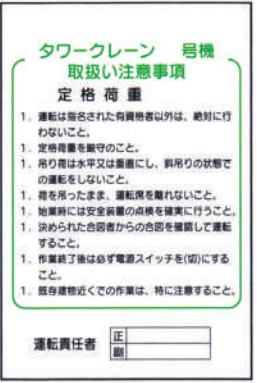 タワークレーン　号機
取扱い注意事項
定格荷重
1. 運転は指名された有資格者以外は、絶対に行
わないこと。
1. 定格荷重を厳守のこと。
1. 吊り荷は水平又は垂直にし、斜吊りの状態で
の運転をしないこと。
1. 荷を吊ったまま、運転席を離れないこと。
1. 始業時には安全装置の点検を確実に行うこと。
1. 決められた合図者からの合図を確認して運転
すること。
1. 作業終了後は必ず電源スイッチを(切)にする
こと。
1. 既存建物近くでの作業は、特に注意すること。
運転責任者　正
副